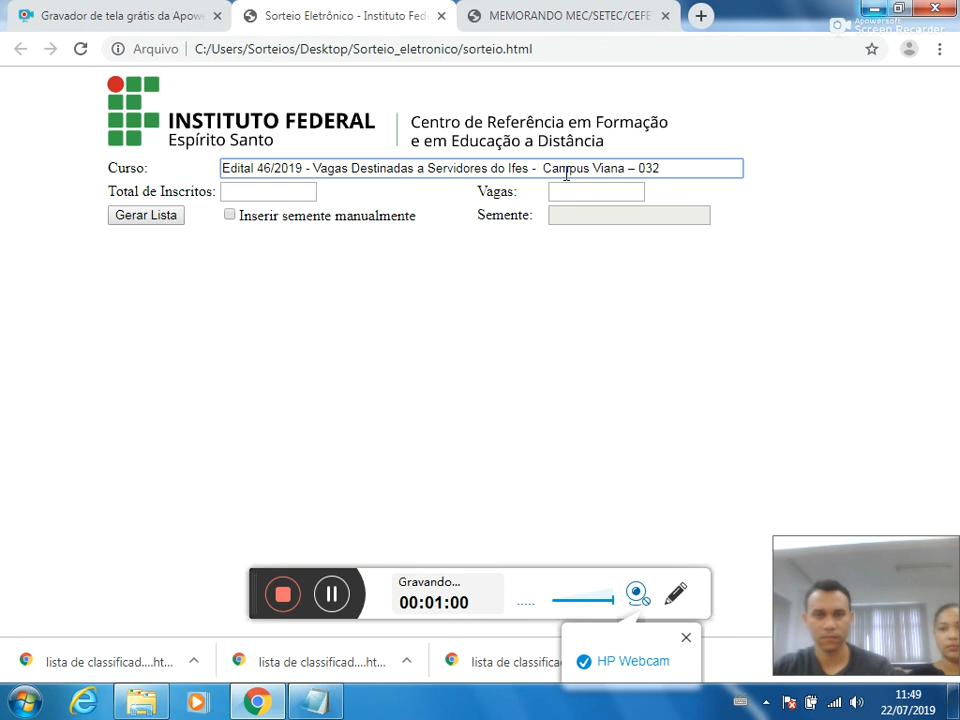 Gravador de tela grátis da Apowe
Sorteio Eletrônico - Instituto Fed
MEMORANDO MEC/SETEC/CEFE
Apowersoft
Screen Recorder
Arquivo
C:/Users/Sorteios/Desktop/Sorteio_eletronico/sorteio.html
INSTITUTO FEDERAL
Espírito Santo
Centro de Referência em Formação
e em Educação a Distância
Curso:
Edital 46/2019 - Vagas Destinadas a Servidores do Ifes - Campus Viana – 032
Total de Inscritos:
Vagas:
Gerar Lista
Inserir semente manualmente
Semente:
Gravando...
00:01:00
.....
HP Webcam
lista de classificad....ht...
lista de classificad....ht...
lista de classifica
11:49
22/07/2019